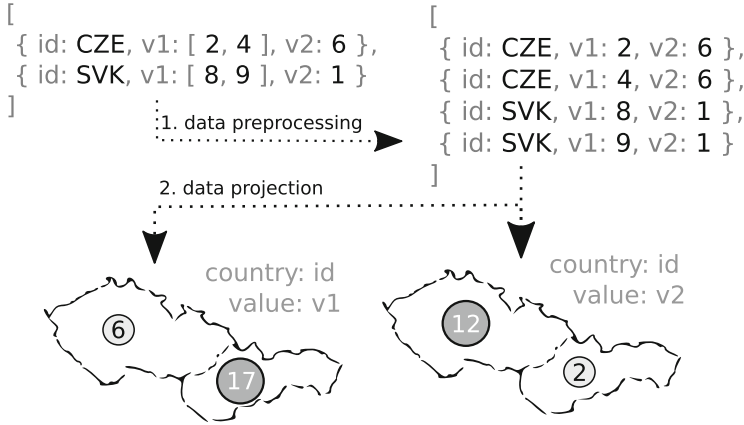 [
{ id: CZE, v1: [ 2, 4 ], v2: 6 },
{ id: SVK, v1: [ 8, 9 ], v2: 1 }
]
[
{ id: CZE, v1: 2, v2: 6 },
{ id: CZE, v1: 4, v2: 6 },
{ id: SVK, v1: 8, v2: 1 },
{ id: SVK, v1: 9, v2: 1 }
]
1. data preprocessing
2. data projection
country: id
value: v1
6
17
country: id
value: v2
12
2